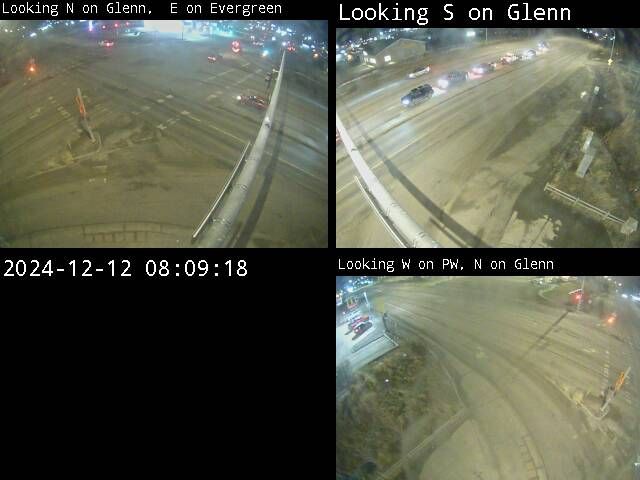 Looking N on Glenn,  E on Evergreen
Looking S on Glenn
2024-12-12 08:09:18
Looking W on PW, N on Glenn